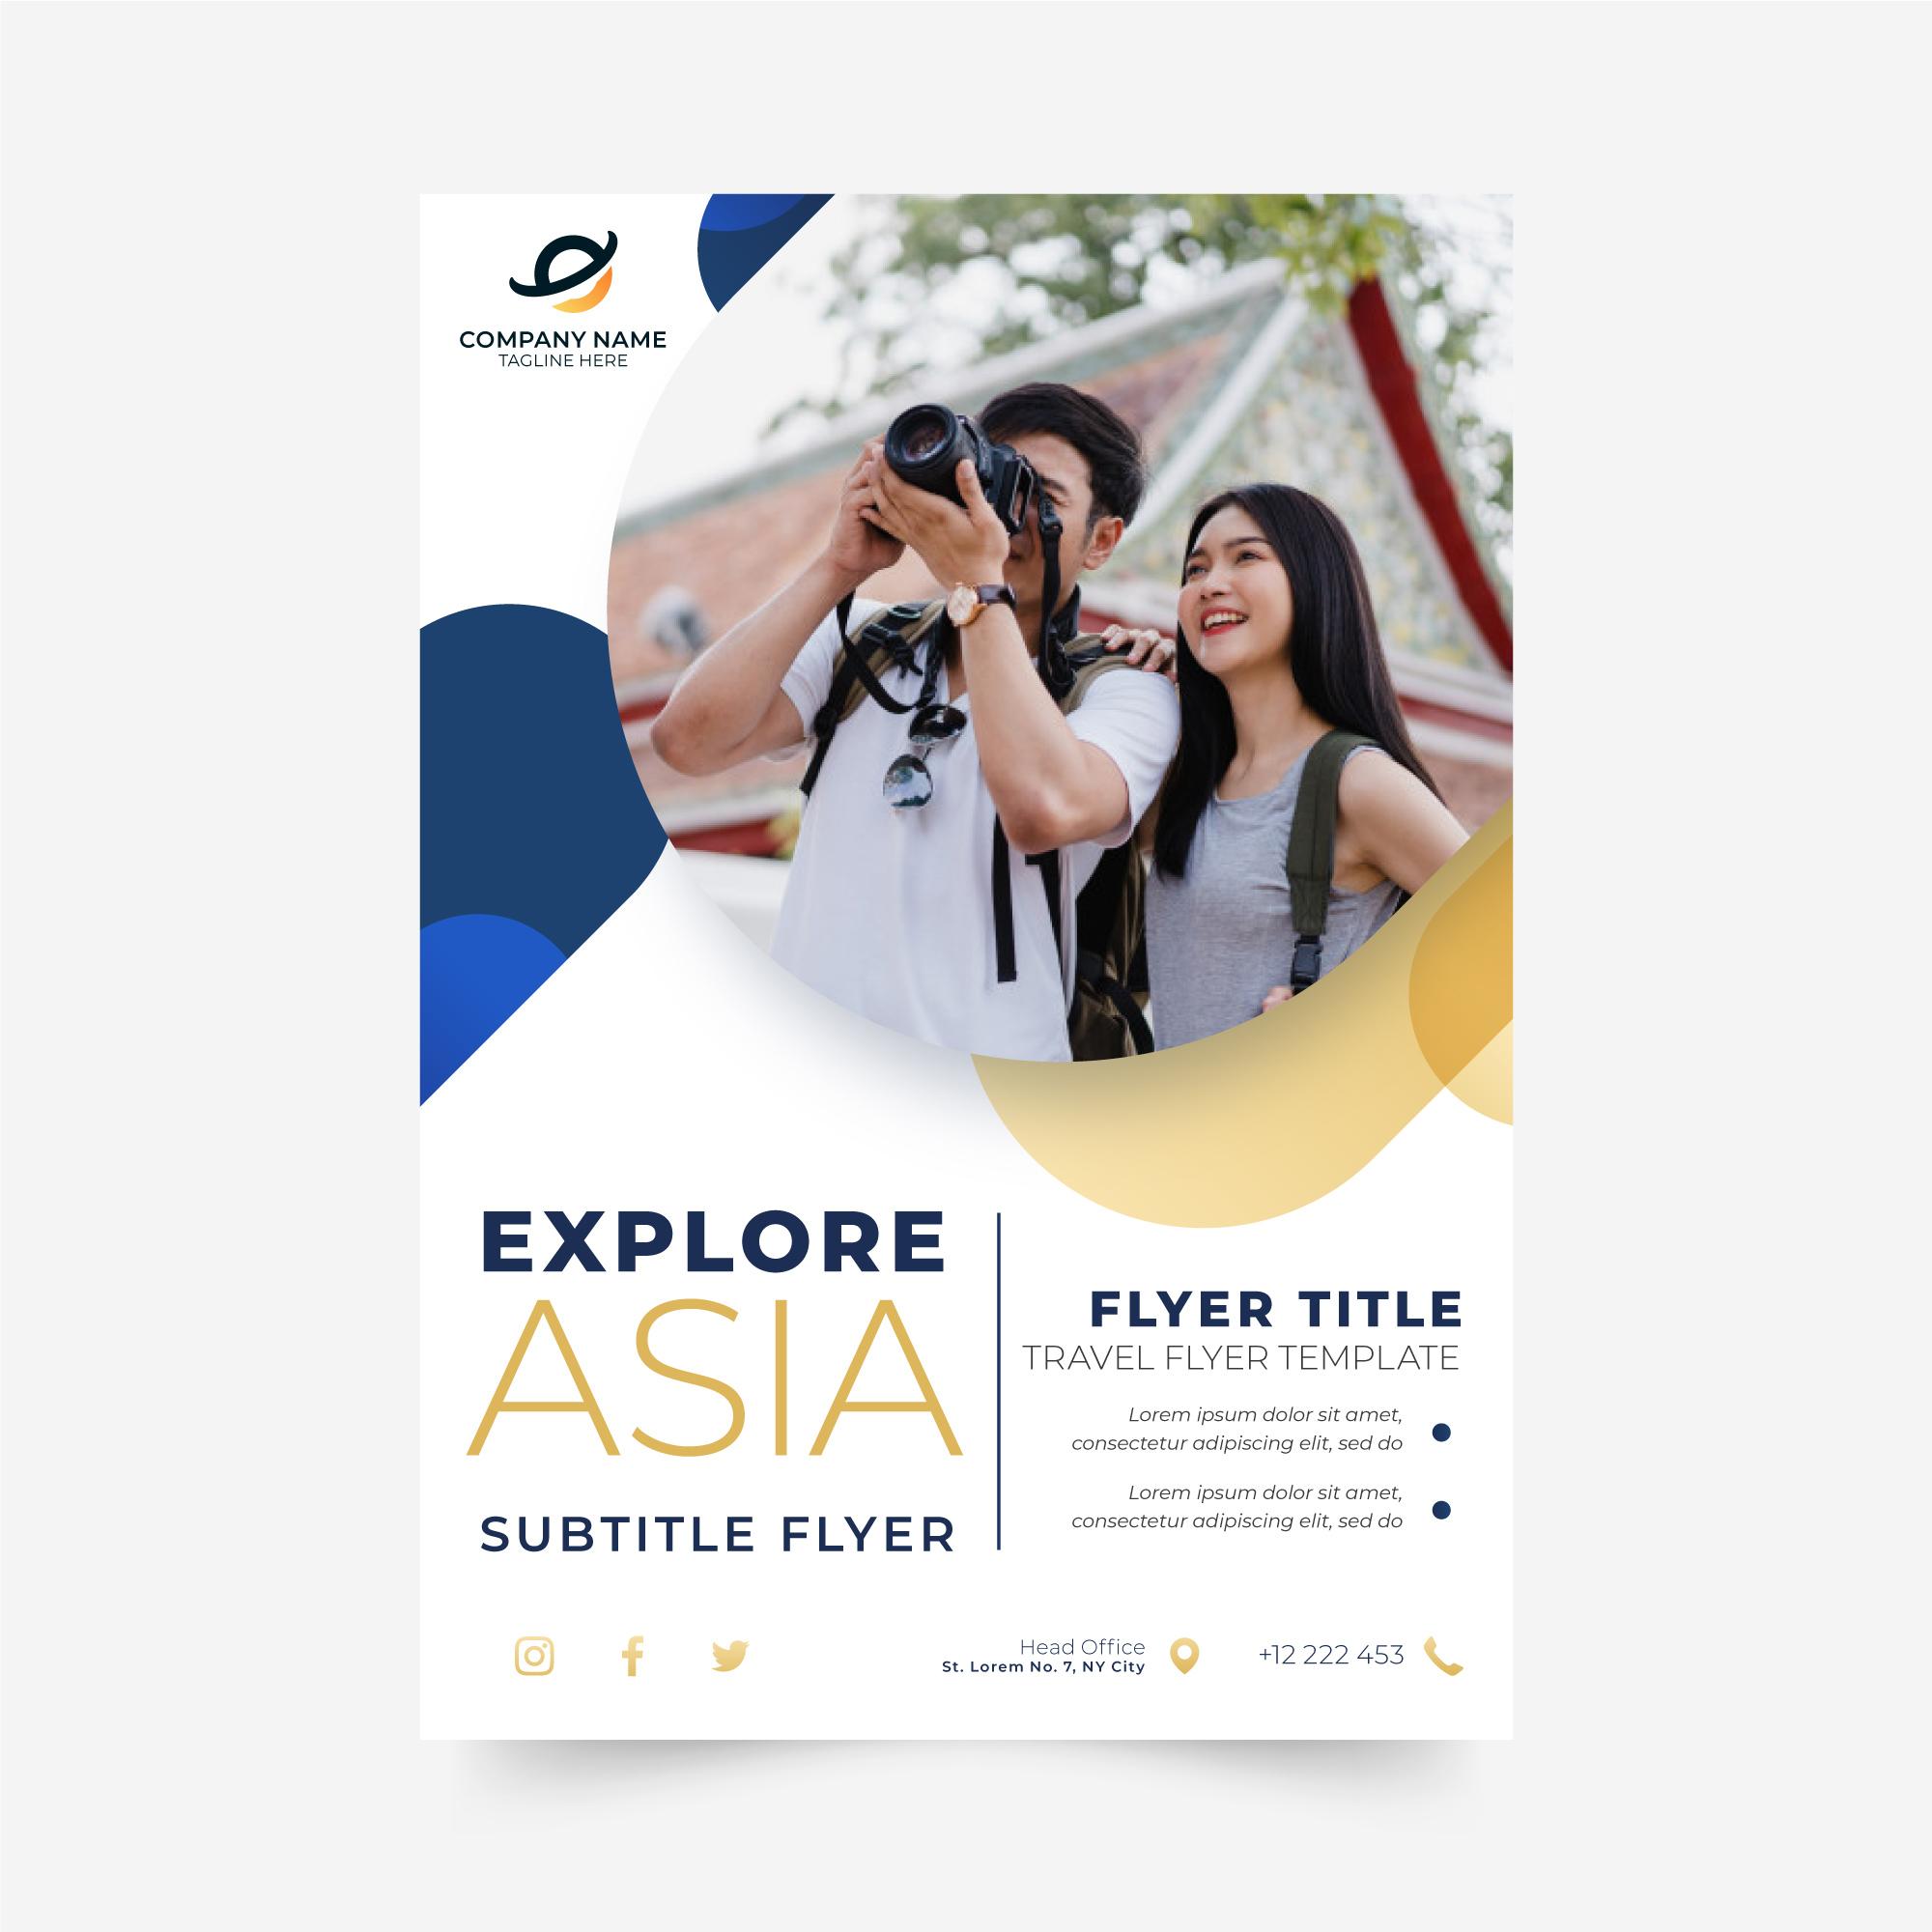 COMPANY NAME
TAGLINE HERE
EXPLORE
ASIA
SUBTITLE FLYER
FLYER TITLE
TRAVEL FLYER TEMPLATE
Lorem ipsum dolor sit amet,
consectetur adipiscing elit, sed do
Lorem ipsum dolor sit amet,
consectetur adipiscing elit, sed do
Head Office
St. Lorem No. 7, NY City
+12 222 453